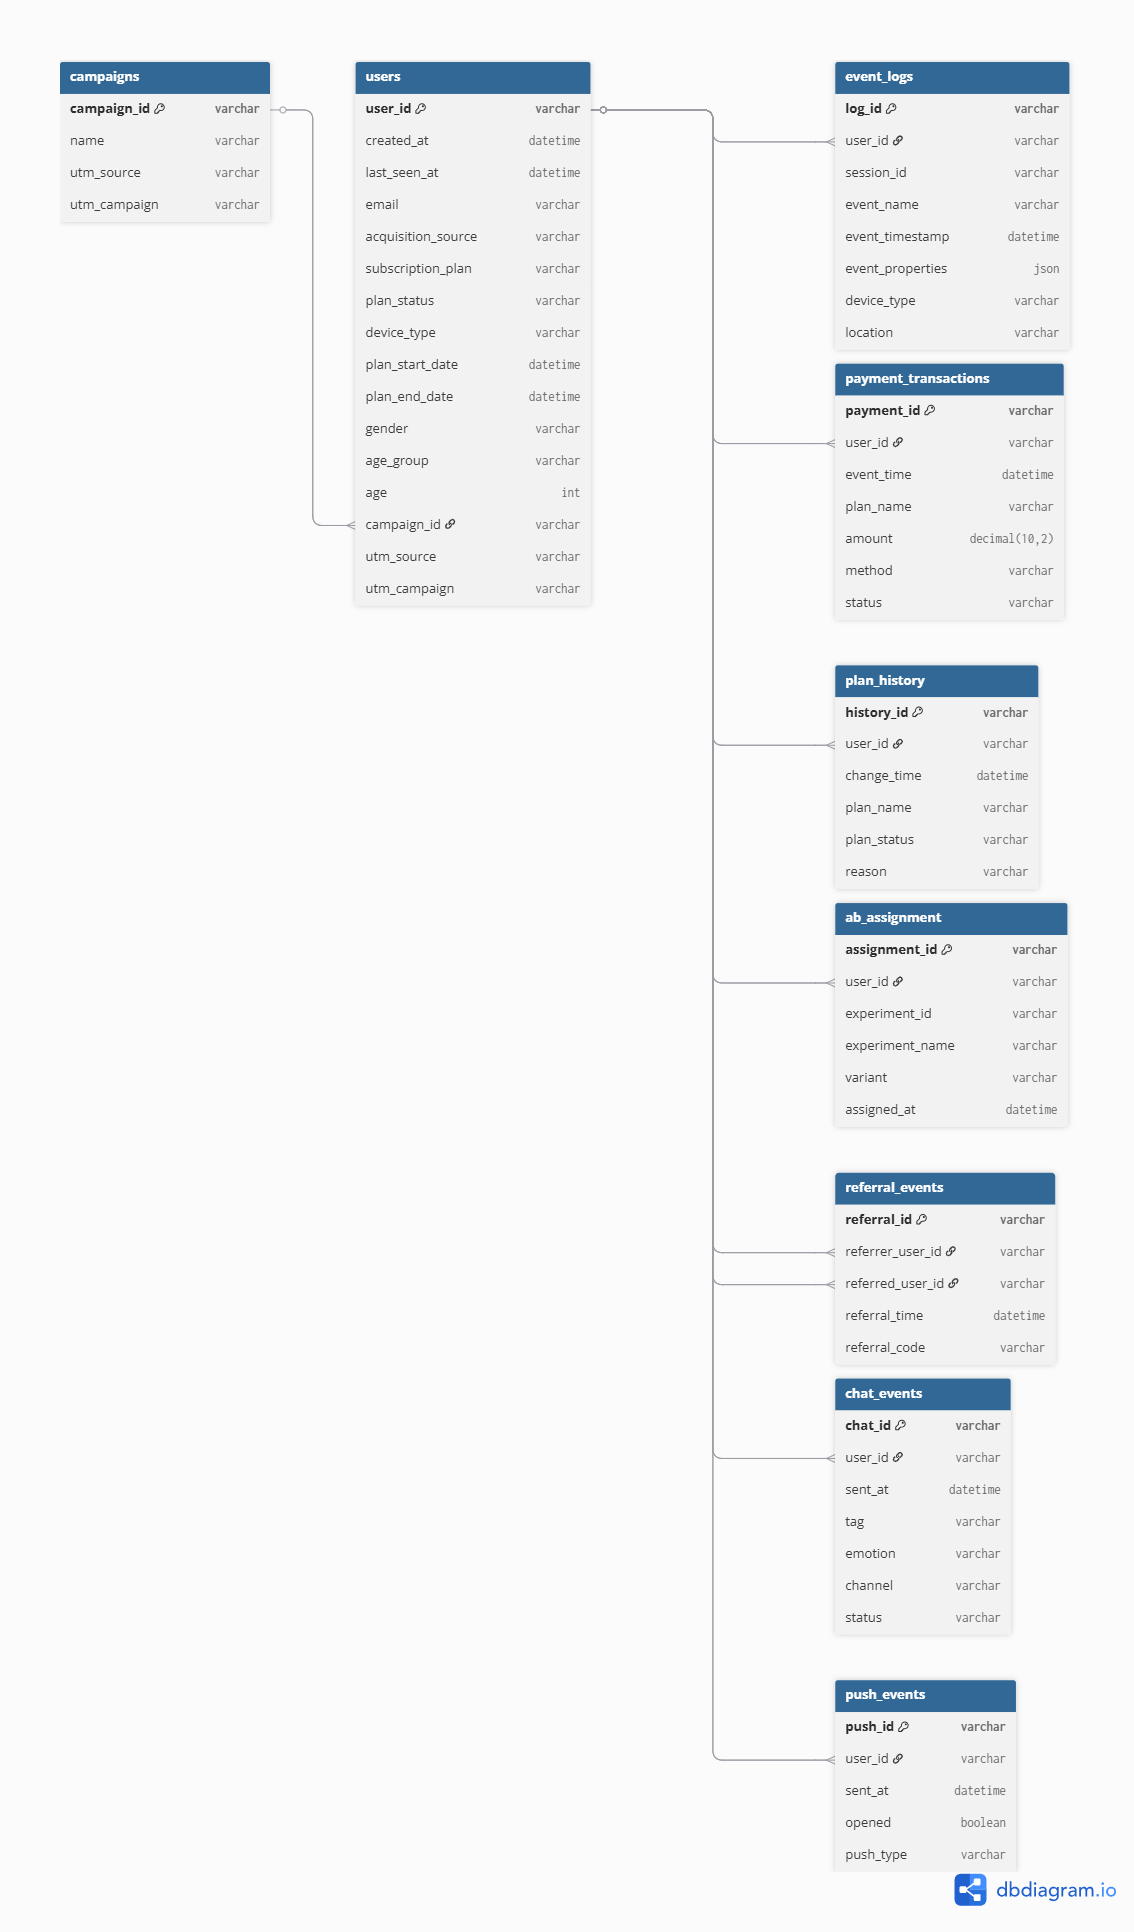 campaigns
campaign_id varchar
name varchar
utm_source varchar
utm_campaign varchar
users
user_id varchar
created_at datetime
last_seen_at datetime
email varchar
acquisition_source varchar
subscription_plan varchar
plan_status varchar
device_type varchar
plan_start_date datetime
plan_end_date datetime
gender varchar
age_group varchar
age int
campaign_id varchar
utm_source varchar
utm_campaign varchar
event_logs
log_id varchar
user_id varchar
session_id varchar
event_name varchar
event_timestamp datetime
event_properties json
device_type varchar
location varchar
payment_transactions
payment_id varchar
user_id varchar
event_time datetime
plan_name varchar
amount decimal(10,2)
method varchar
status varchar
plan_history
history_id varchar
user_id varchar
change_time datetime
plan_name varchar
plan_status varchar
reason varchar
ab_assignment
assignment_id varchar
user_id varchar
experiment_id varchar
experiment_name varchar
variant varchar
assigned_at datetime
referral_events
referral_id varchar
referrer_user_id varchar
referred_user_id varchar
referral_time datetime
referral_code varchar
chat_events
chat_id varchar
user_id varchar
sent_at datetime
tag varchar
emotion varchar
channel varchar
status varchar
push_events
push_id varchar
user_id varchar
sent_at datetime
opened boolean
push_type varchar
dbdiagram.io